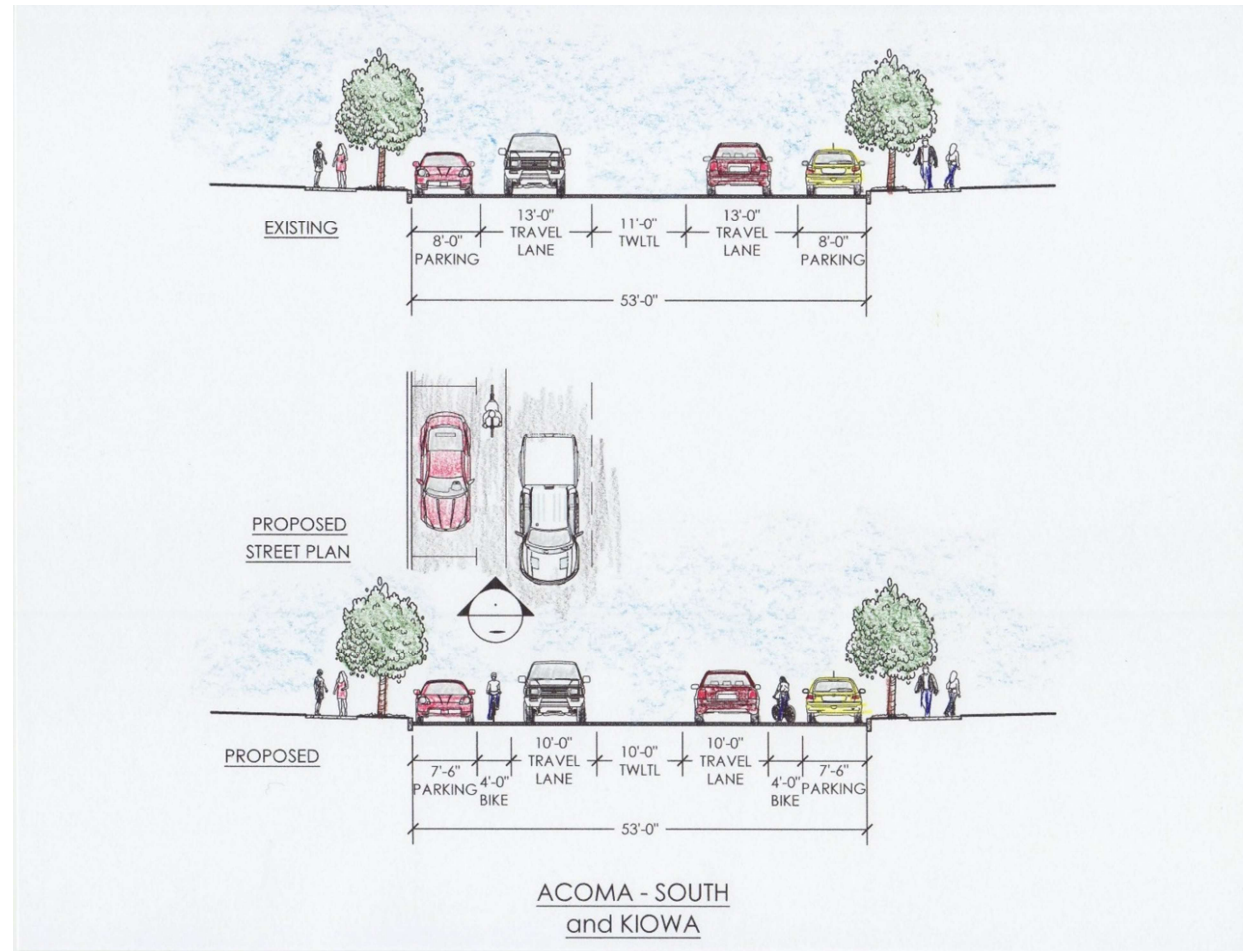 EXISTING
8'-0"
PARKING
13'-0"
TRAVEL
LANE
11'-0"
TWLTL
13'-0"
TRAVEL
LANE
8'-0"
PARKING
53'-0"
PROPOSED
STREET PLAN
PROPOSED
7'-6"
PARKING
4'-0"
BIKE
10'-0"
TRAVEL
LANE
10'-0"
TWLTL
10'-0"
TRAVEL
LANE
4'-0"
BIKE
7'-6"
PARKING
53'-0"
ACOMA - SOUTH
and KIOWA